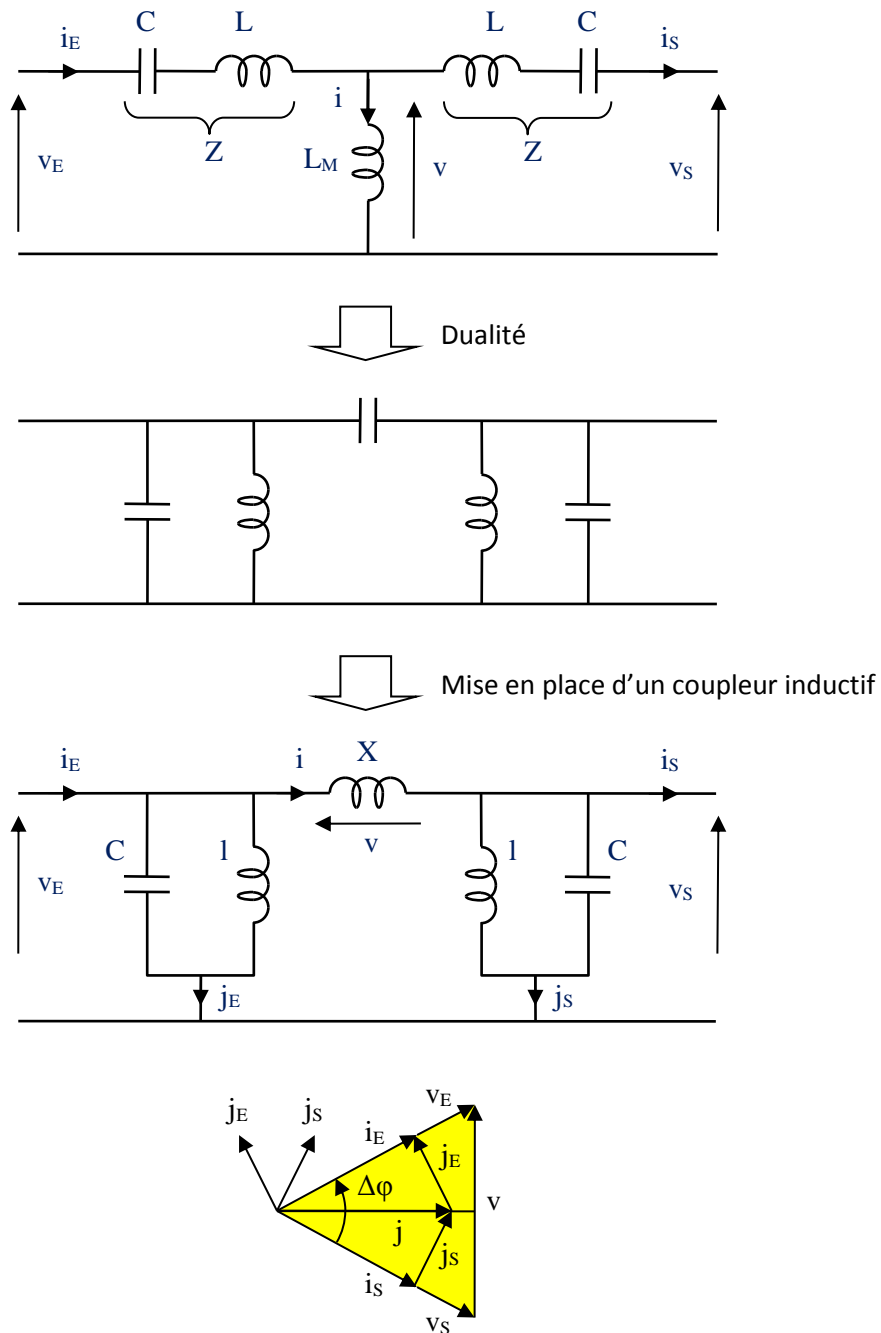 C L L C
iE iS
i
Z Z
LM
vE v vS
Dualité
Mise en place d'un coupleur inductif
iE i X iS
v
C l l C
vE vS
jE jS
vE
jE jS iE
jE
Δφ
v
j
jS
iS
vS